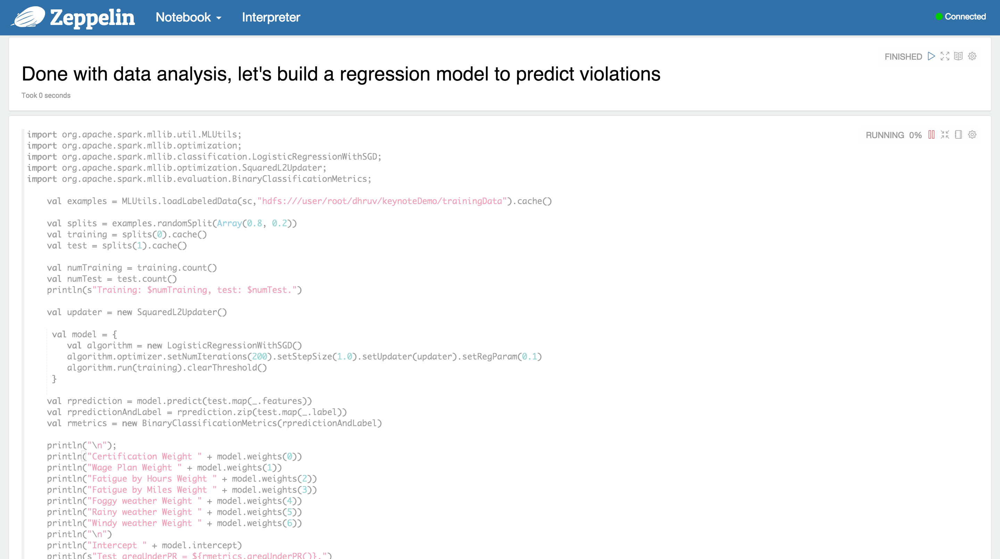 Zeppelin Notebook Interpreter Connected
FINISHED
Done with data analysis, let's build a regression model to predict violations
Took 0 seconds
RUNNING 0%
import org.apache.spark.mllib.util.MLUtils;
import org.apache.spark.mllib.optimization;
import org.apache.spark.mllib.classification.LogisticRegressionWithSGD;
import org.apache.spark.mllib.optimization.SquaredL2Updater;
import org.apache.spark.mllib.evaluation.BinaryClassificationMetrics;
val examples = MLUtils.loadLabeledData(sc,"hdfs:///user/root/dhruv/keynoteDemo/trainingData").cache()
val splits = examples.randomSplit(Array(0.8, 0.2))
val training = splits(0).cache()
val test = splits(1).cache()
val numTraining = training.count()
val numTest = test.count()
println(s"Training: $numTraining, test: $numTest.")
val updater = new SquaredL2Updater()
val model = {
val algorithm = new LogisticRegressionWithSGD()
algorithm.optimizer.setNumIterations(200).setStepSize(1.0).setUpdater(updater).setRegParam(0.1)
algorithm.run(training).clearThreshold()
}
val rprediction = model.predict(test.map(_.features))
val rpredictionAndLabel = rprediction.zip(test.map(_.label))
val rmetrics = new BinaryClassificationMetrics(rpredictionAndLabel)
println("\n");
println("Certification Weight " + model.weights(0))
println("Wage Plan Weight " + model.weights(1))
println("Fatigue by Hours Weight " + model.weights(2))
println("Fatigue by Miles Weight " + model.weights(3))
println("Foggy weather Weight " + model.weights(4))
println("Rainy weather Weight " + model.weights(5))
println("Windy weather Weight " + model.weights(6))
println("\n")
println("Intercept " + model.intercept)
println(s"Test areaUnderPR = ${rmetrics.areaUnderPR()}.")